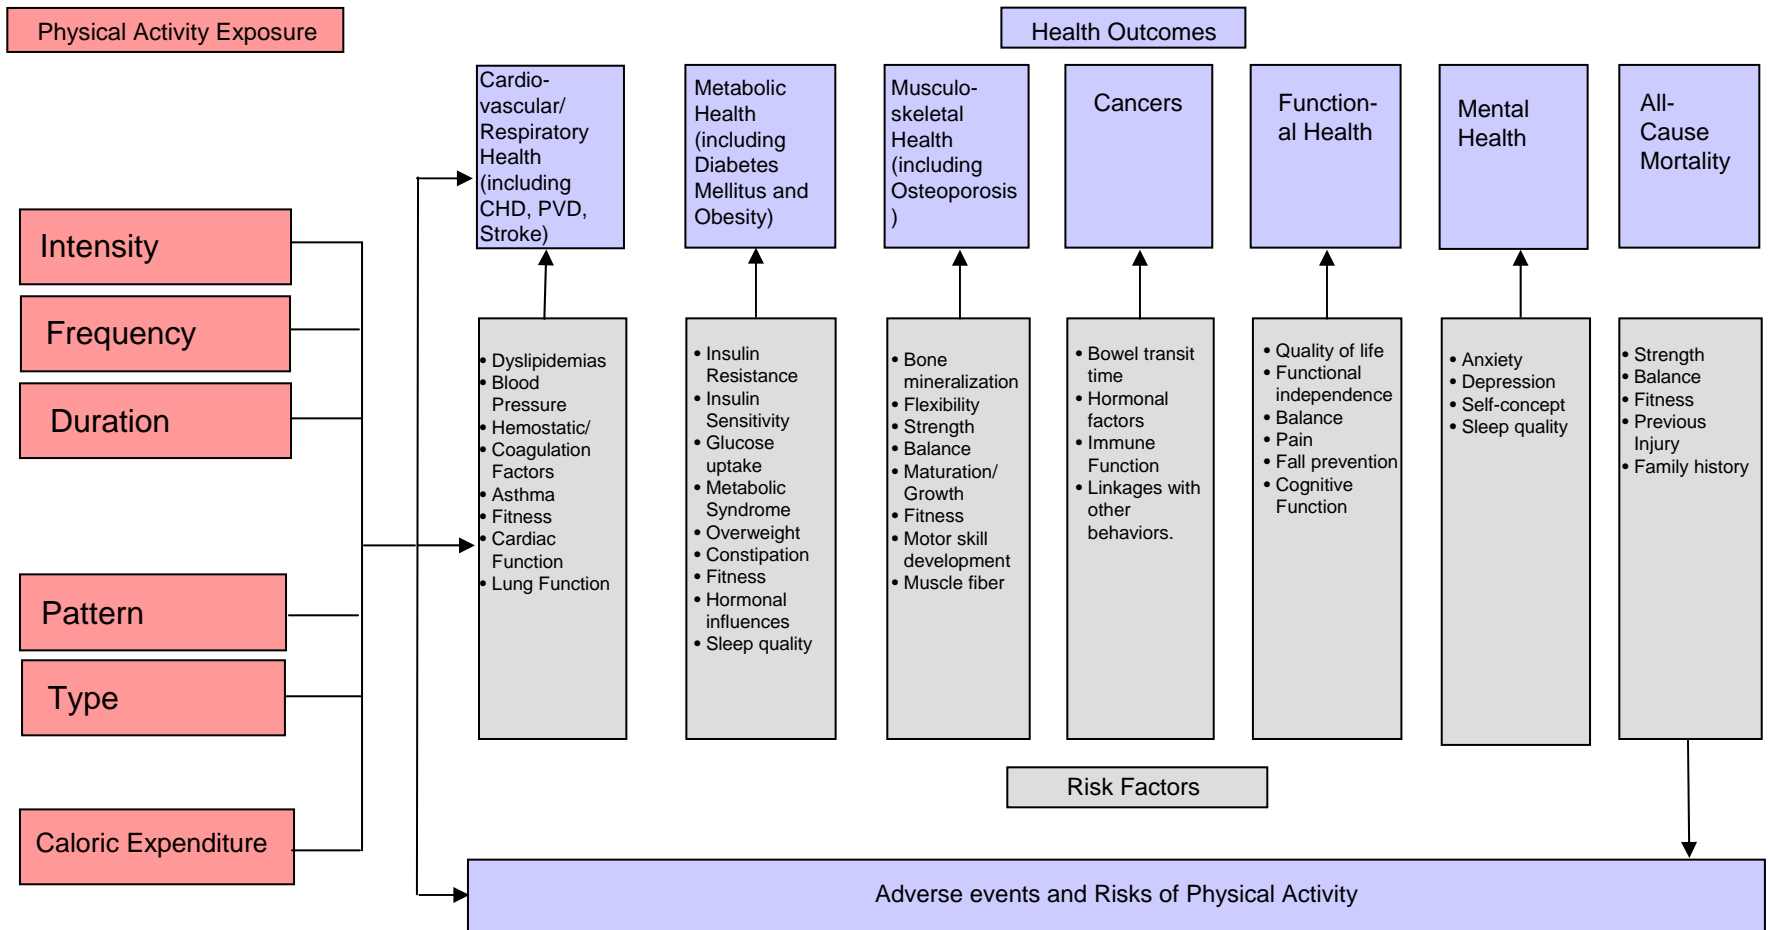 Physical Activity Exposure
Health Outcomes
Cardio-
vascular/
Respiratory
Health
(including
CHD, PVD,
Stroke)
Metabolic
Health
(including
Diabetes
Mellitus and
Obesity)
Musculo-
skeletal
Health
(including
Osteoporosis
)
Cancers
Function-
al Health
Mental
Health
All-
Cause
Mortality
Intensity
Frequency
Duration
Pattern
Type
Caloric Expenditure
• Dyslipidemias
• Blood
Pressure
• Hemostatic/
• Coagulation
Factors
• Asthma
• Fitness
• Cardiac
Function
• Lung Function
• Insulin
Resistance
• Insulin
Sensitivity
• Glucose
uptake
• Metabolic
Syndrome
• Overweight
• Constipation
• Fitness
• Hormonal
influences
• Sleep quality
• Bone
mineralization
• Flexibility
• Strength
• Balance
• Maturation/
Growth
• Fitness
• Motor skill
development
• Muscle fiber
• Bowel transit
time
• Hormonal
factors
• Immune
Function
• Linkages with
other
behaviors.
• Quality of life
• Functional
independence
• Balance
• Pain
• Fall prevention
• Cognitive
Function
• Anxiety
• Depression
• Self-concept
• Sleep quality
• Strength
• Balance
• Fitness
• Previous
Injury
• Family history
Risk Factors
Adverse events and Risks of Physical Activity